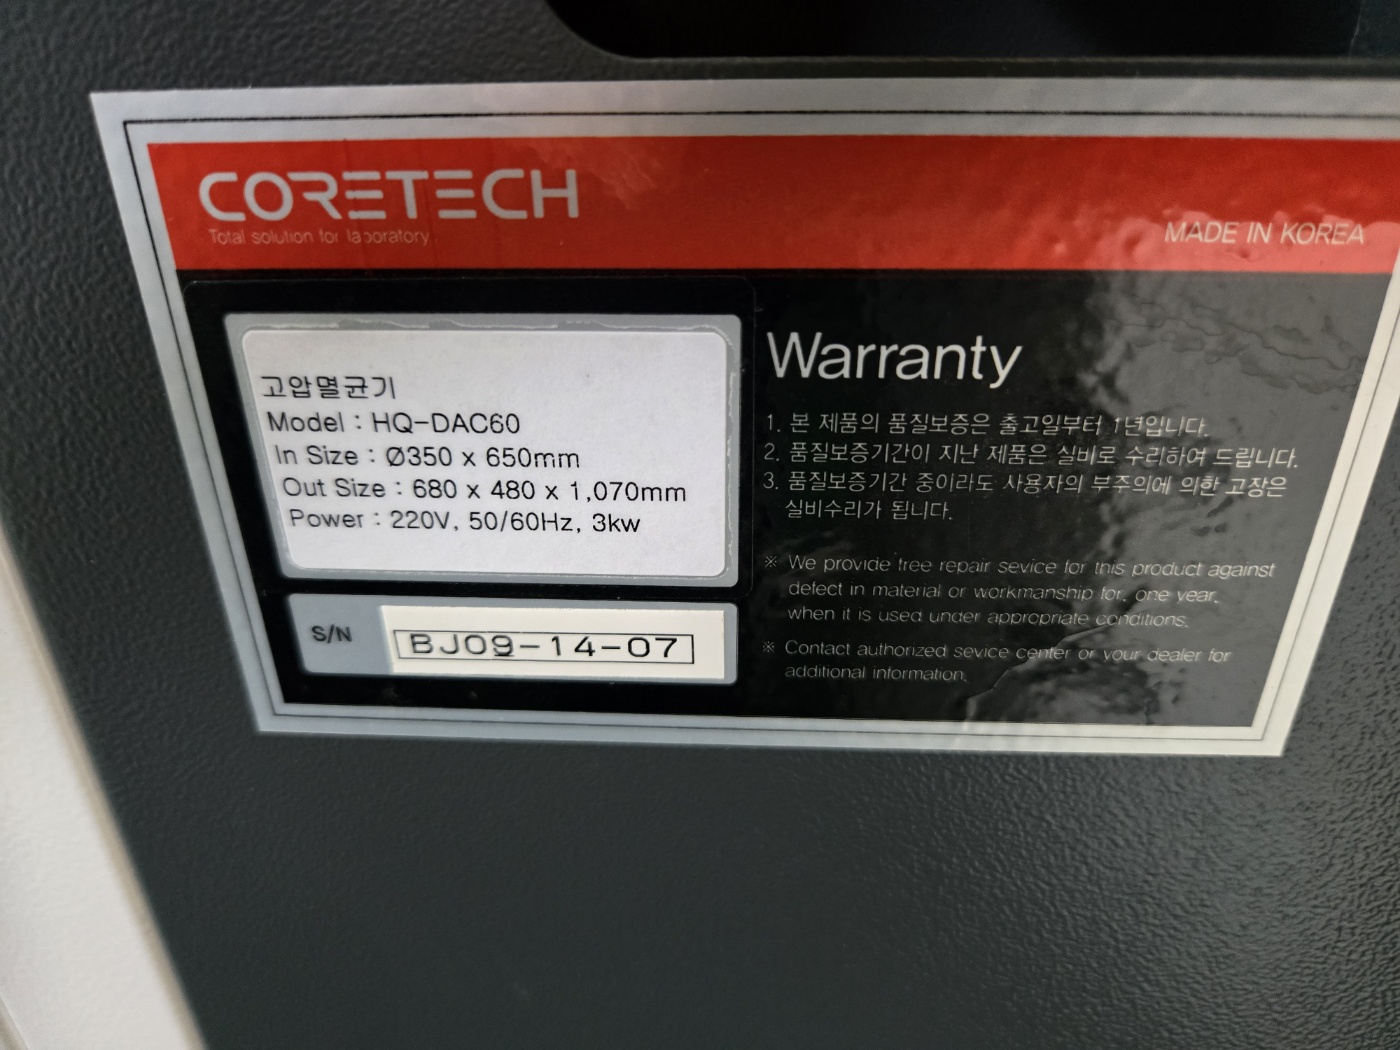 CORETECH
Total solution for laboratory
MADE IN KOREA
고압멸균기
Model : HQ-DAC60
In Size : Ø350 x 650mm
Out Size : 680 x 480 x 1,070mm
Power : 220V, 50/60Hz, 3kw
S/N
BJ09-14-07
Warranty
1. 본 제품의 품질보증은 출고일부터 1년입니다.
2. 품질보증기간이 지난 제품은 실비로 수리하여 드립니다.
3. 품질보증기간 중이라도 사용자의 부주의에 의한 고장은
실비수리가 됩니다.
※ We provide free repair sevice for this product against
defect in material or workmanship for, one year,
when it is used under appropriate conditions.
※ Contact authorized sevice center or your dealer for
additional information.